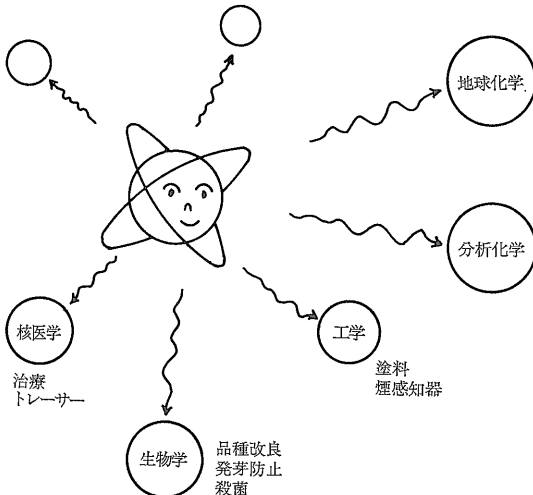 地球化学
分析化学
核医学
治療
トレーサー
工学
塗料
煙感知器
生物学
品種改良
発芽防止
殺菌